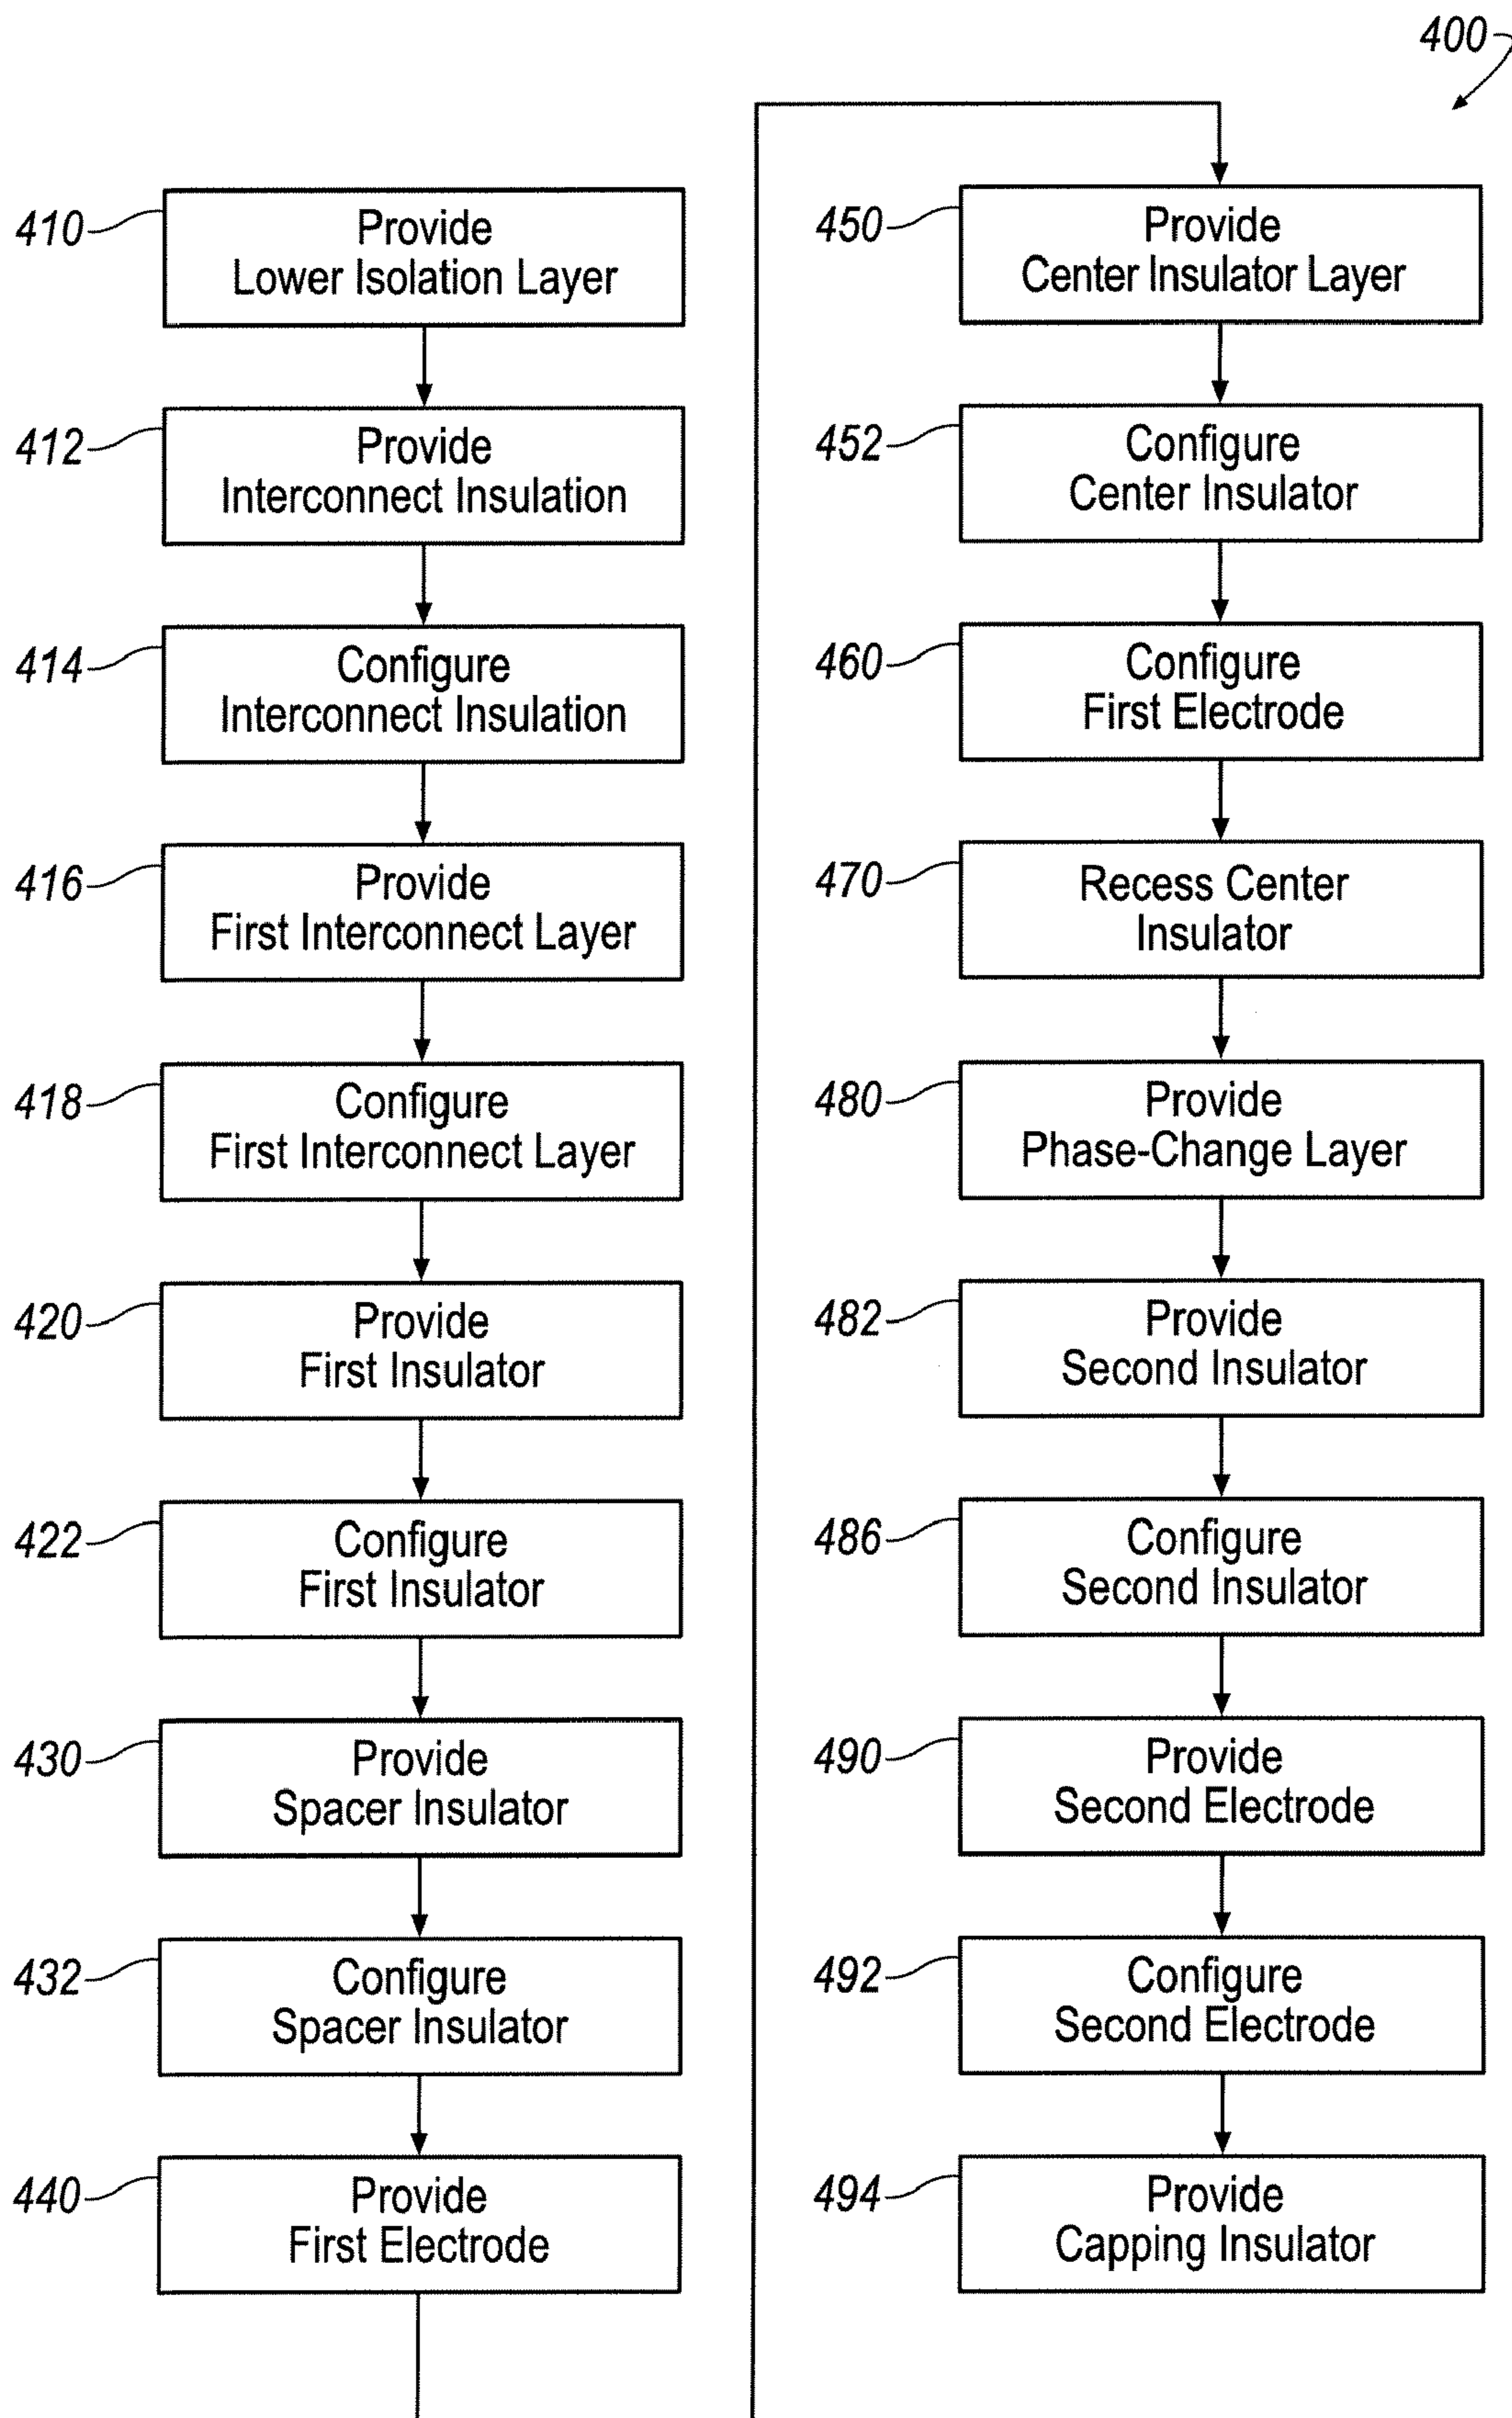 400
410
Provide
Lower Isolation Layer
412
Provide
Interconnect Insulation
414
Configure
Interconnect Insulation
416
Provide
First Interconnect Layer
418
Configure
First Interconnect Layer
420
Provide
First Insulator
422
Configure
First Insulator
430
Provide
Spacer Insulator
432
Configure
Spacer Insulator
440
Provide
First Electrode
450
Provide
Center Insulator Layer
452
Configure
Center Insulator
460
Configure
First Electrode
470
Recess Center
Insulator
480
Provide
Phase-Change Layer
482
Provide
Second Insulator
486
Configure
Second Insulator
490
Provide
Second Electrode
492
Configure
Second Electrode
494
Provide
Capping Insulator